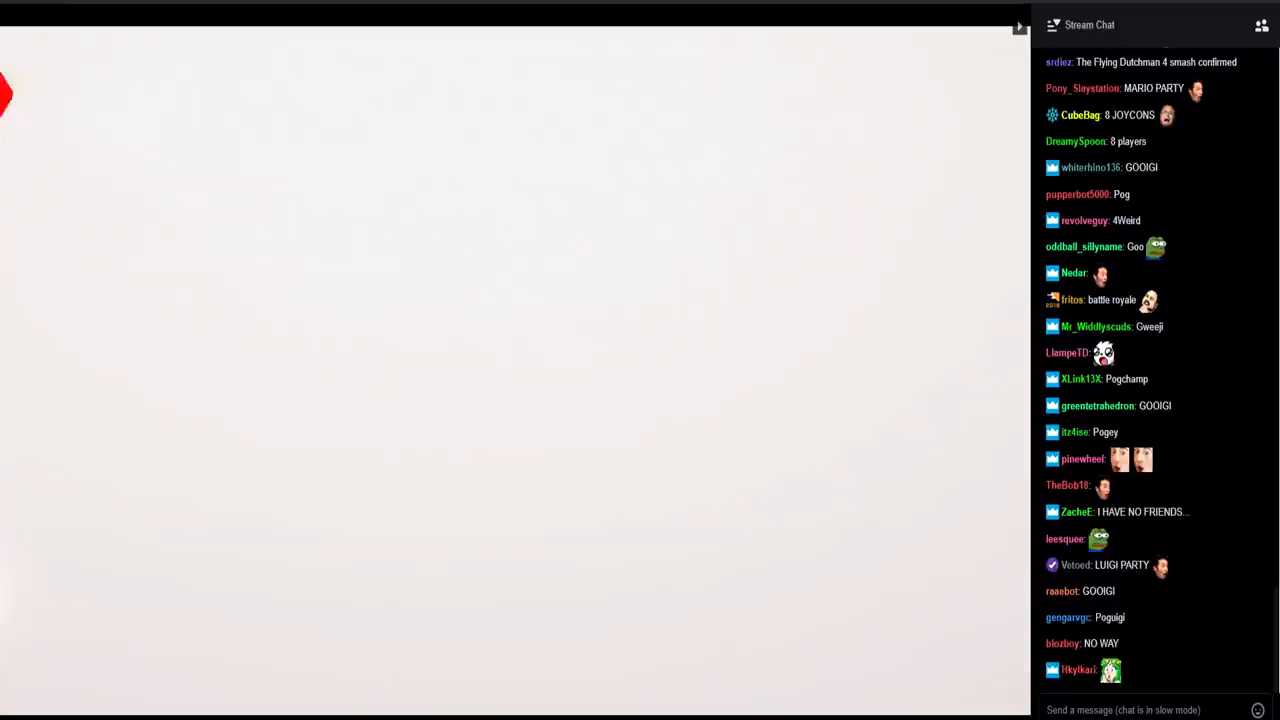 Stream Chat
srdiez: The Flying Dutchman 4 smash confirmed
Pony_Slaystation: MARIO PARTY
CubeBag: 8 JOYCONS
DreamySpoon: 8 players
whiterhino136: GOOIGI
pupperbot5000: Pog
revolveguy: 4Weird
oddball_sillyname: Goo
Nedar:
fritos: battle royale
Mr_Widdlyscuds: Gweeji
LlampeTD:
XLink13X: Pogchamp
greentetrahedron: GOOIGI
itz4ise: Pogey
pinewheel:
TheBob18:
ZacheE: I HAVE NO FRIENDS...
leesquee:
Vetoed: LUIGI PARTY
raaebot: GOOIGI
gengarvgc: Poguigi
blozboy: NO WAY
Send a message (chat is in slow mode)